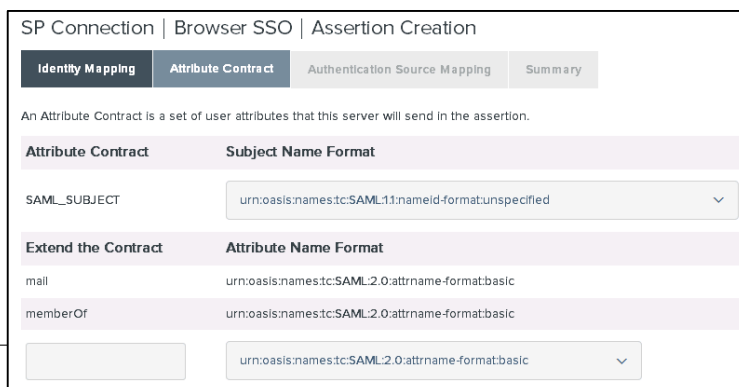 SP Connection | Browser SSO | Assertion Creation
Identity Mapping Attribute Contract Authentication Source Mapping Summary
An Attribute Contract is a set of user attributes that this server will send in the assertion.
Attribute Contract Subject Name Format
SAML_SUBJECT urn:oasis:names:tc:SAML:1.1:nameid-format:unspecified
Extend the Contract Attribute Name Format
mail urn:oasis:names:tc:SAML:2.0:attrname-format:basic
memberOf urn:oasis:names:tc:SAML:2.0:attrname-format:basic
urn:oasis:names:tc:SAML:2.0:attrname-format:basic